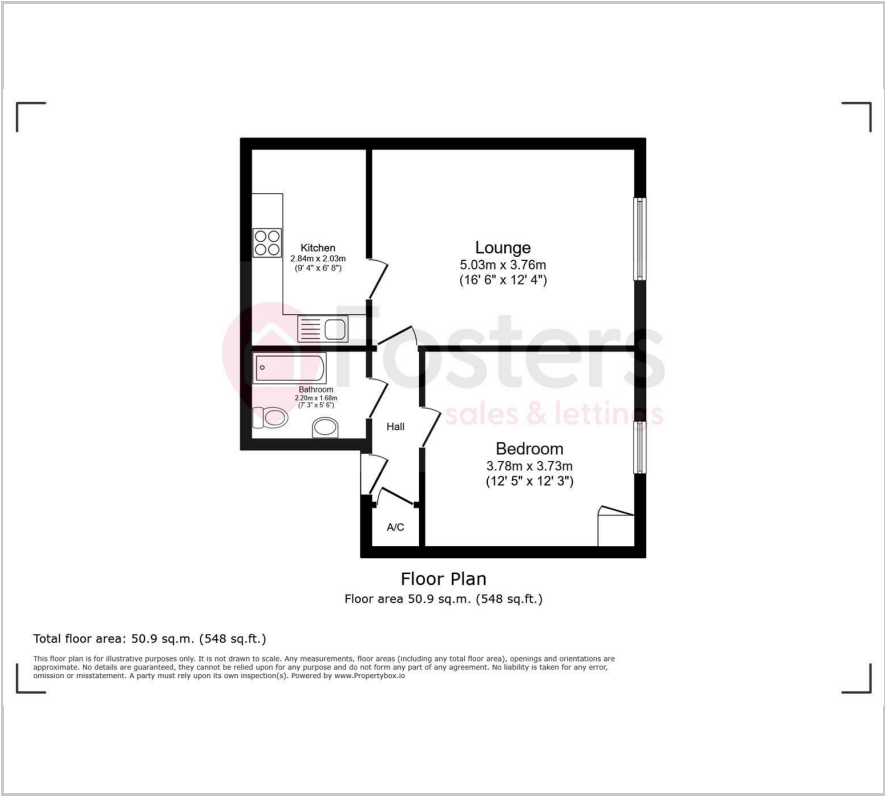 Kitchen
2.84m x 2.03m
(9' 4" x 6' 8")
Lounge
5.03m x 3.76m
(16' 6" x 12' 4")
Fosters
sales & lettings
Bathroom
2.20m x 1.68m
(7' 3" x 5' 6")
Hall
Bedroom
3.78m x 3.73m
(12' 5" x 12' 3")
A/C
Floor Plan
Floor area 50.9 sq.m. (548 sq.ft.)
Total floor area: 50.9 sq.m. (548 sq.ft.)
This floor plan is for illustrative purposes only. It is not drawn to scale. Any measurements, floor areas (including any total floor area), openings and orientations are
approximate. No details are guaranteed, they cannot be relied upon for any purpose and do not form any part of any agreement. No liability is taken for any error,
omission or misstatement. A party must rely upon its own inspection(s). Powered by www.Propertybox.io